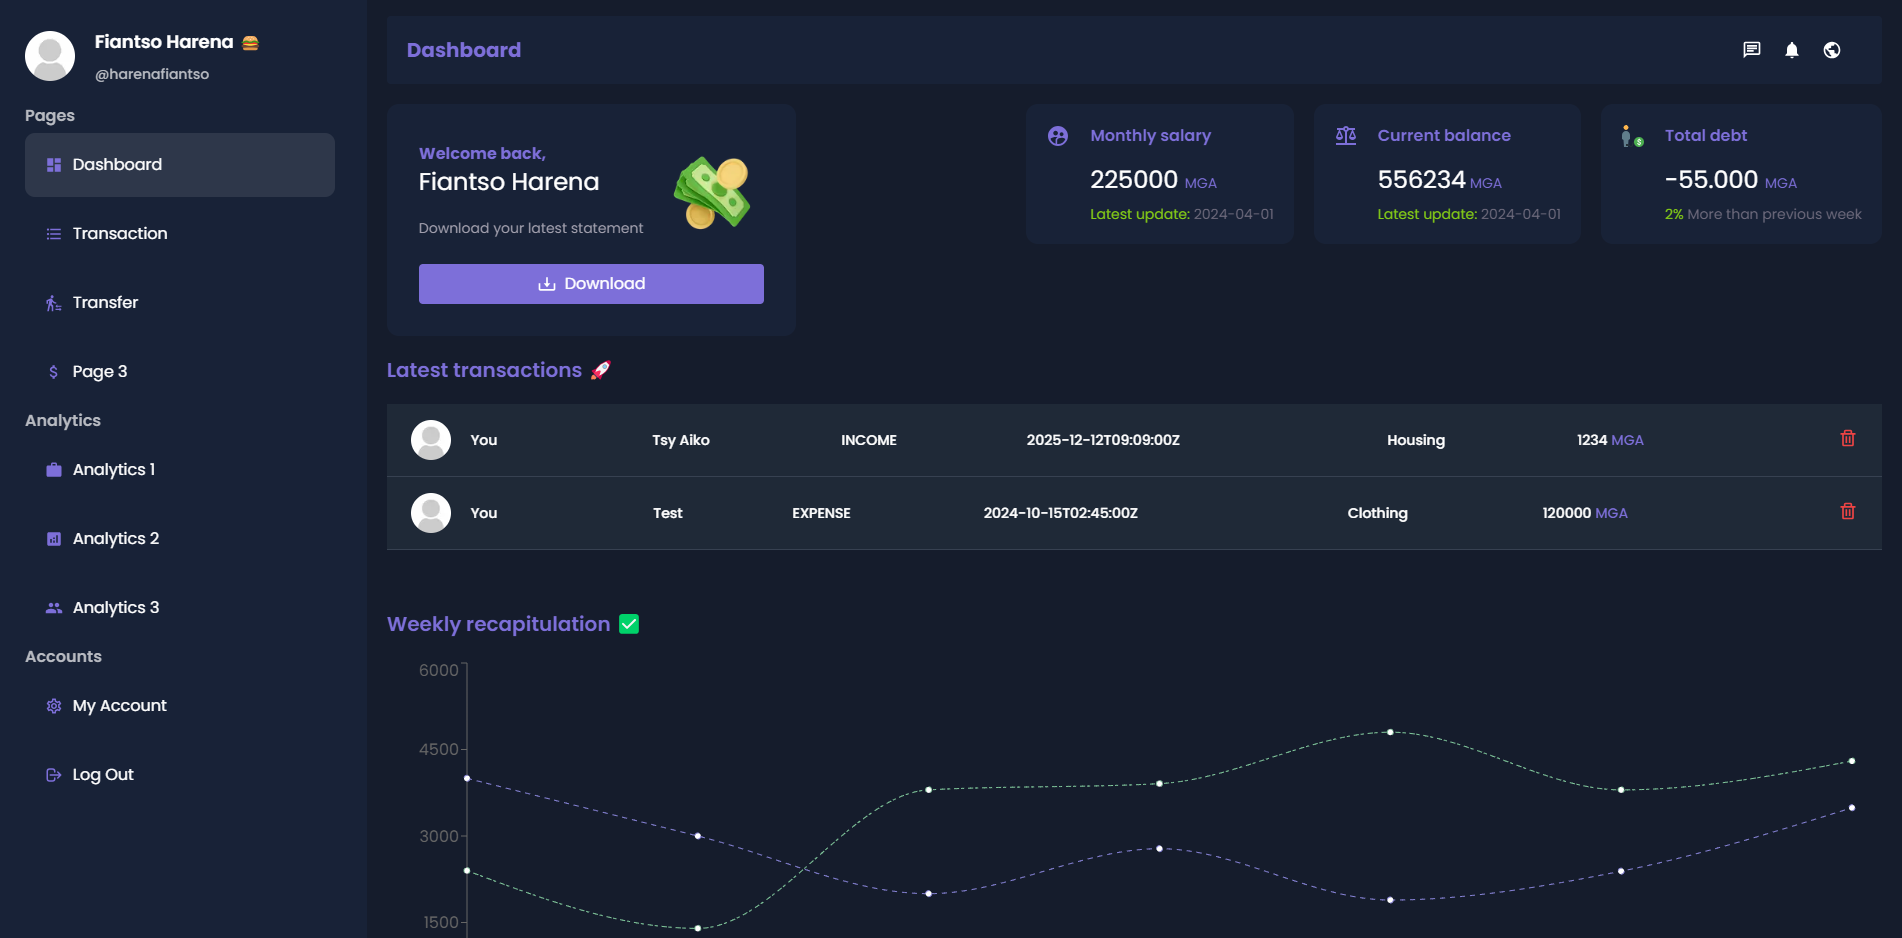 Fiantso Harena 🍔
@harenafiantso
Pages
Dashboard
Transaction
Transfer
Page 3
Analytics
Analytics 1
Analytics 2
Analytics 3
Accounts
My Account
Log Out
Dashboard
Welcome back,
Fiantso Harena
Download your latest statement
Download
Monthly salary
225000 MGA
Latest update: 2024-04-01
Current balance
556234 MGA
Latest update: 2024-04-01
Total debt
-55.000 MGA
2% More than previous week
Latest transactions 🚀
You Tsy Aiko INCOME 2025-12-12T09:09:00Z Housing 1234 MGA
You Test EXPENSE 2024-10-15T02:45:00Z Clothing 120000 MGA
Weekly recapitulation ✅
6000
4500
3000
1500